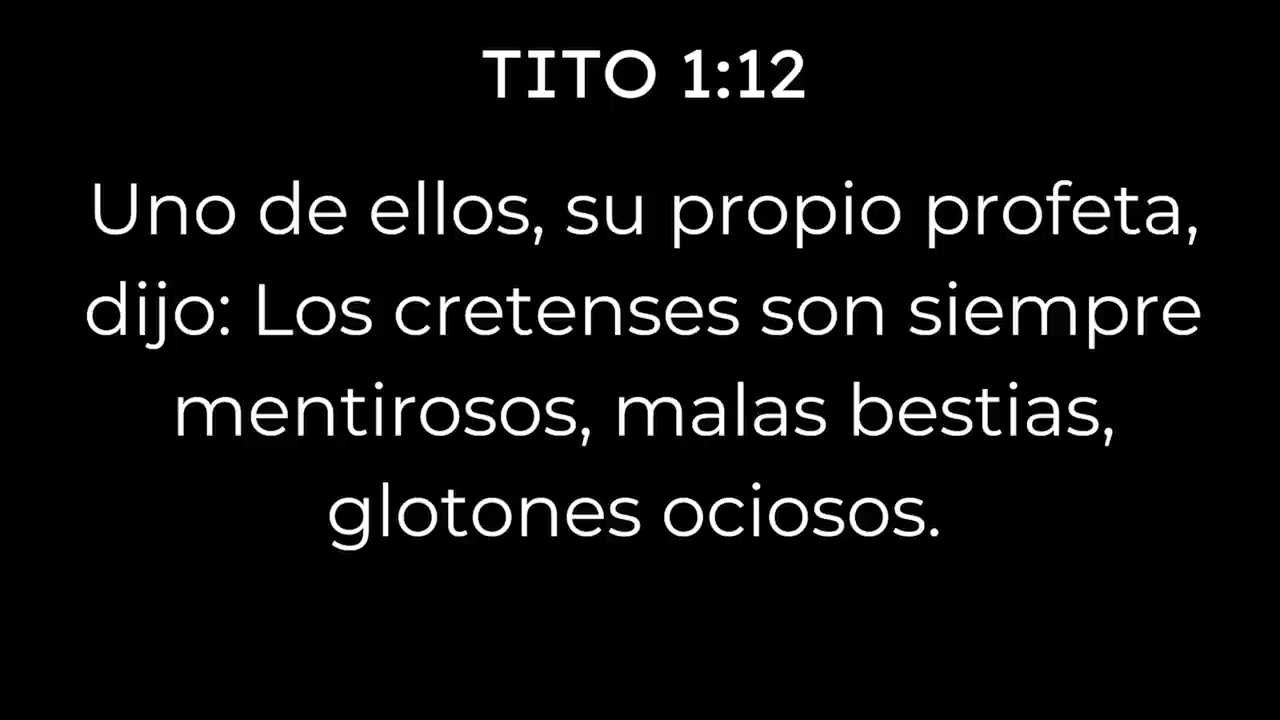 TITO 1:12
Uno de ellos, su propio profeta,
dijo: Los cretenses son siempre
mentirosos, malas bestias,
glotones ociosos.